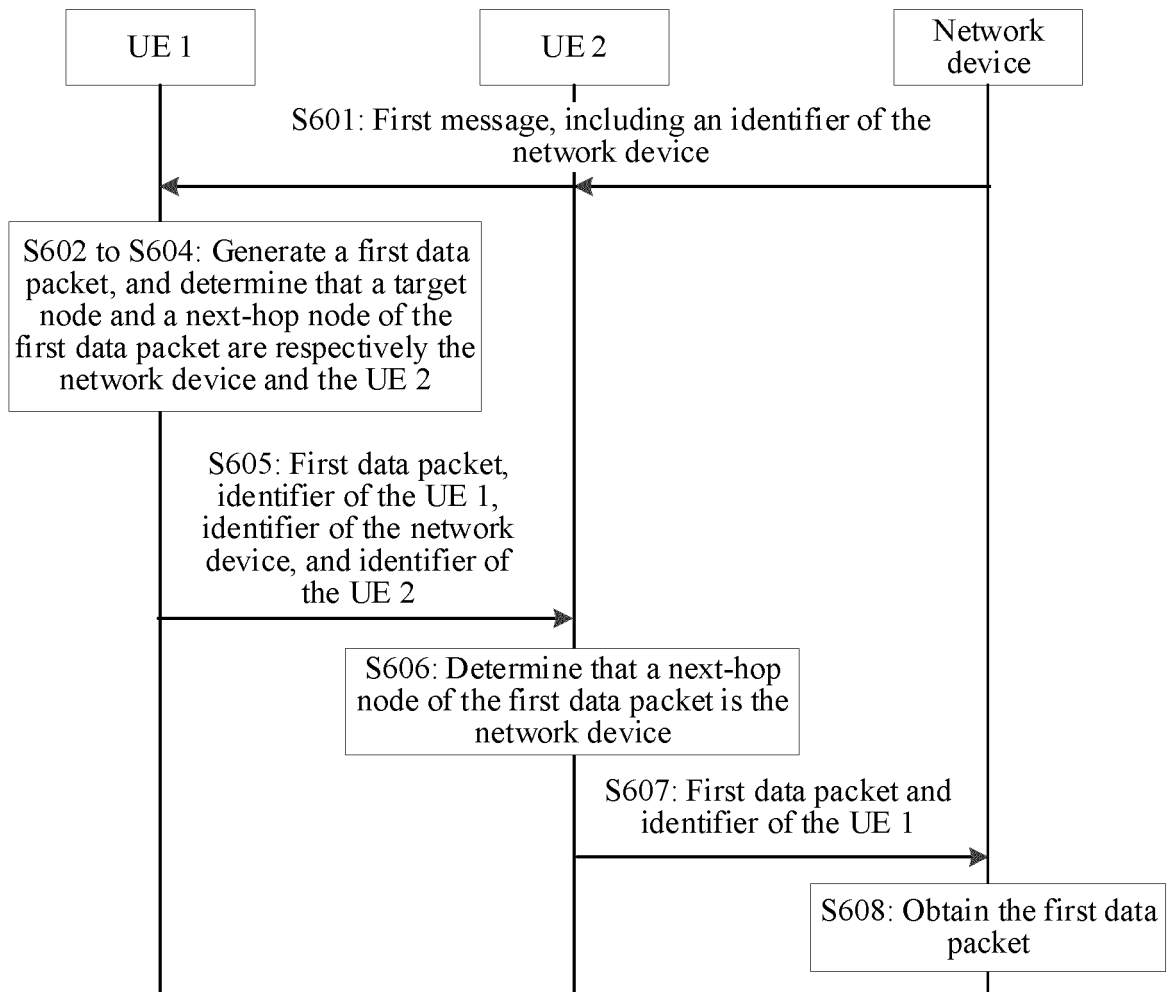 UE 1
UE 2
Network
device
S601: First message, including an identifier of the
network device
S602 to S604: Generate a first data
packet, and determine that a target
node and a next-hop node of the
first data packet are respectively the
network device and the UE 2
S605: First data packet,
identifier of the UE 1,
identifier of the network
device, and identifier of
the UE 2
S606: Determine that a next-hop
node of the first data packet is the
network device
S607: First data packet and
identifier of the UE 1
S608: Obtain the first data
packet